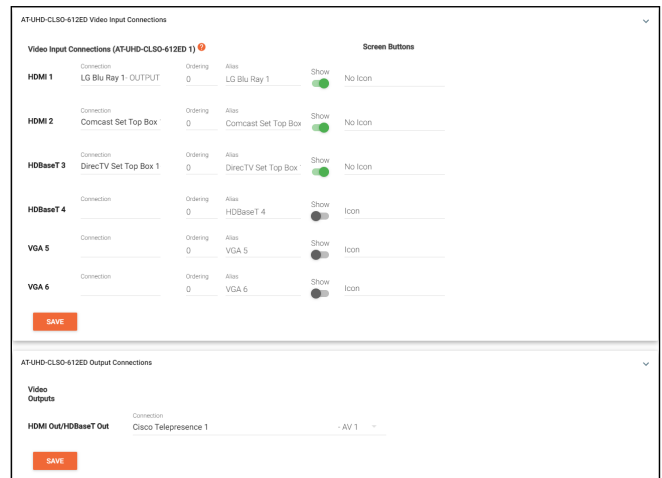 AT-UHD-CLSO-612ED Video Input Connections
Video Input Connections (AT-UHD-CLSO-612ED 1) ?
Screen Buttons
Connection Ordering Alias Show
HDMI 1 LG Blu Ray 1- OUTPUT 0 LG Blu Ray 1 No Icon
Connection Ordering Alias Show
HDMI 2 Comcast Set Top Box 0 Comcast Set Top Box No Icon
Connection Ordering Alias Show
HDBaseT 3 DirecTV Set Top Box 1 0 DirecTV Set Top Box No Icon
Connection Ordering Alias Show
HDBaseT 4 0 HDBaseT 4 Icon
Connection Ordering Alias Show
VGA 5 0 VGA 5 Icon
Connection Ordering Alias Show
VGA 6 0 VGA 6 Icon
SAVE
AT-UHD-CLSO-612ED Output Connections
Video
Outputs
Connection
HDMI Out/HDBaseT Out Cisco Telepresence 1 - AV 1
SAVE